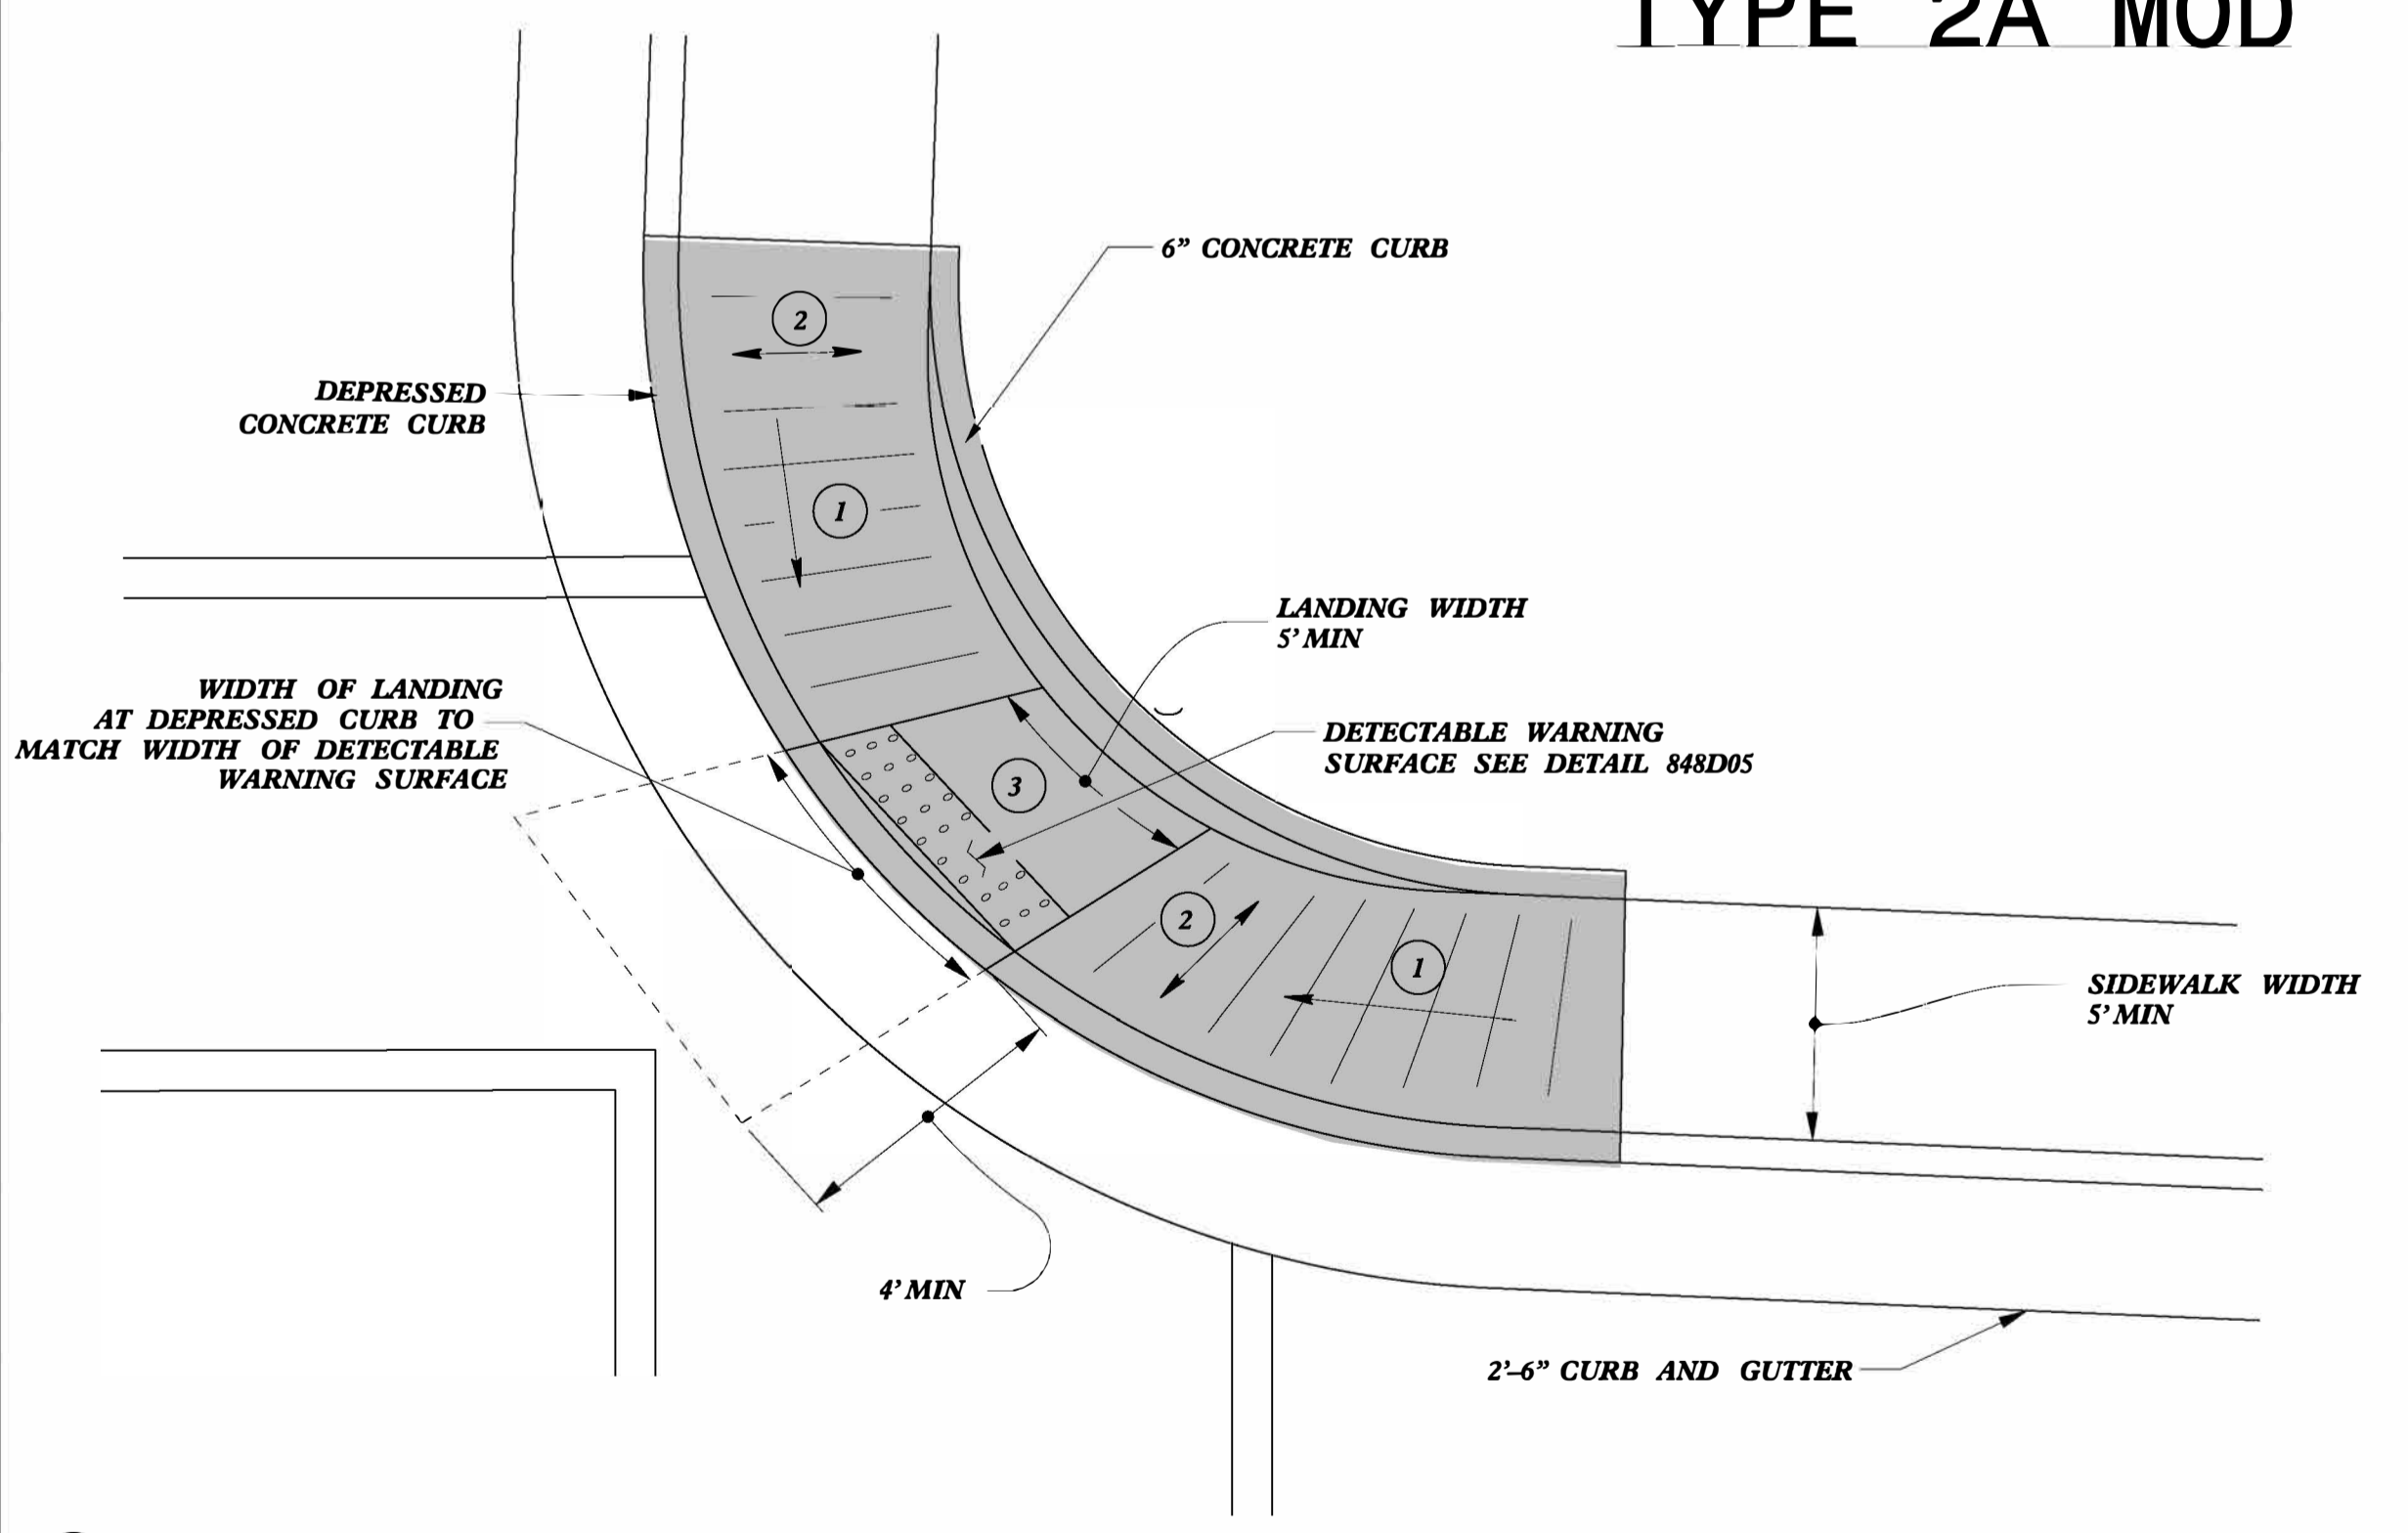 TYPE 2A MOD
6” CONCRETE CURB
2
DEPRESSED
CONCRETE CURB
1
LANDING WIDTH
5’ MIN
WIDTH OF LANDING
AT DEPRESSED CURB TO
MATCH WIDTH OF DETECTABLE
WARNING SURFACE
DETECTABLE WARNING
SURFACE SEE DETAIL 848D05
3
2
1
SIDEWALK WIDTH
5’ MIN
4’ MIN
2’-6” CURB AND GUTTER